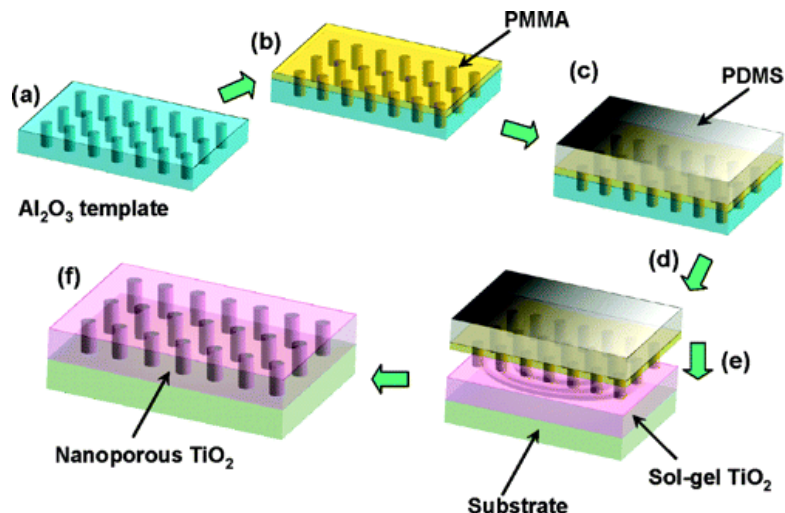 (a)
Al₂O₃ template
(b)
PMMA
(c)
PDMS
(d)
(e)
Sol-gel TiO₂
Substrate
(f)
Nanoporous TiO₂